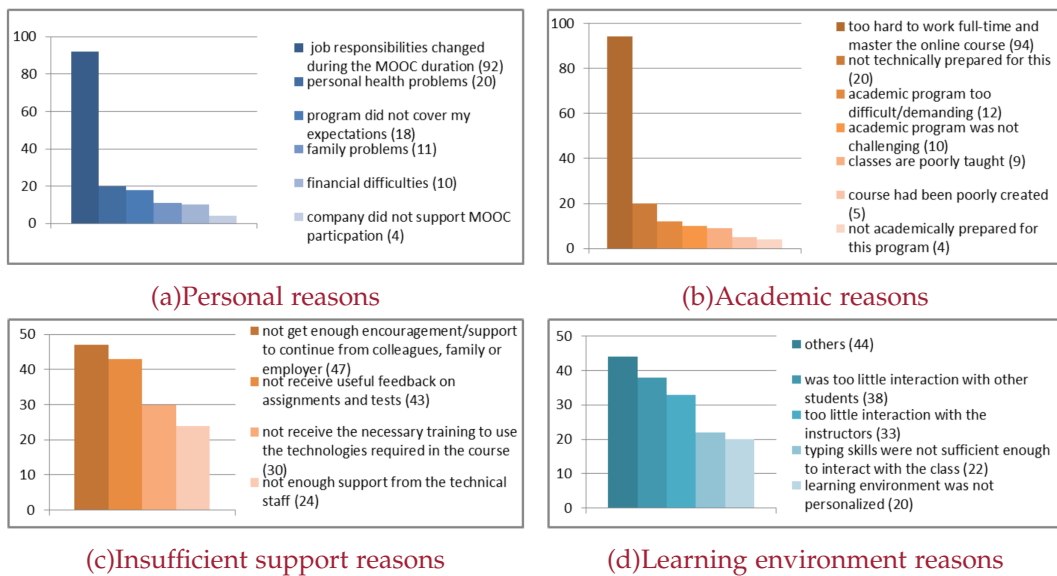 100
80
60
40
20
0
job responsibilities changed
during the MOOC duration (92)
personal health problems (20)
program did not cover my
expectations (18)
family problems (11)
financial difficulties (10)
company did not support MOOC
particpation (4)
(a)Personal reasons
100
80
60
40
20
0
too hard to work full-time and
master the online course (94)
not technically prepared for this
(20)
academic program too
difficult/demanding (12)
academic program was not
challenging (10)
classes are poorly taught (9)
course had been poorly created
(5)
not academically prepared for
this program (4)
(b)Academic reasons
50
40
30
20
10
0
not get enough encouragement/support
to continue from colleagues, family or
employer (47)
not receive useful feedback on
assignments and tests (43)
not receive the necessary training to use
the technologies required in the course
(30)
not enough support from the technical
staff (24)
(c)Insufficient support reasons
50
40
30
20
10
0
others (44)
was too little interaction with other
students (38)
too little interaction with the
instructors (33)
typing skills were not sufficient enough
to interact with the class (22)
learning environment was not
personalized (20)
(d)Learning environment reasons